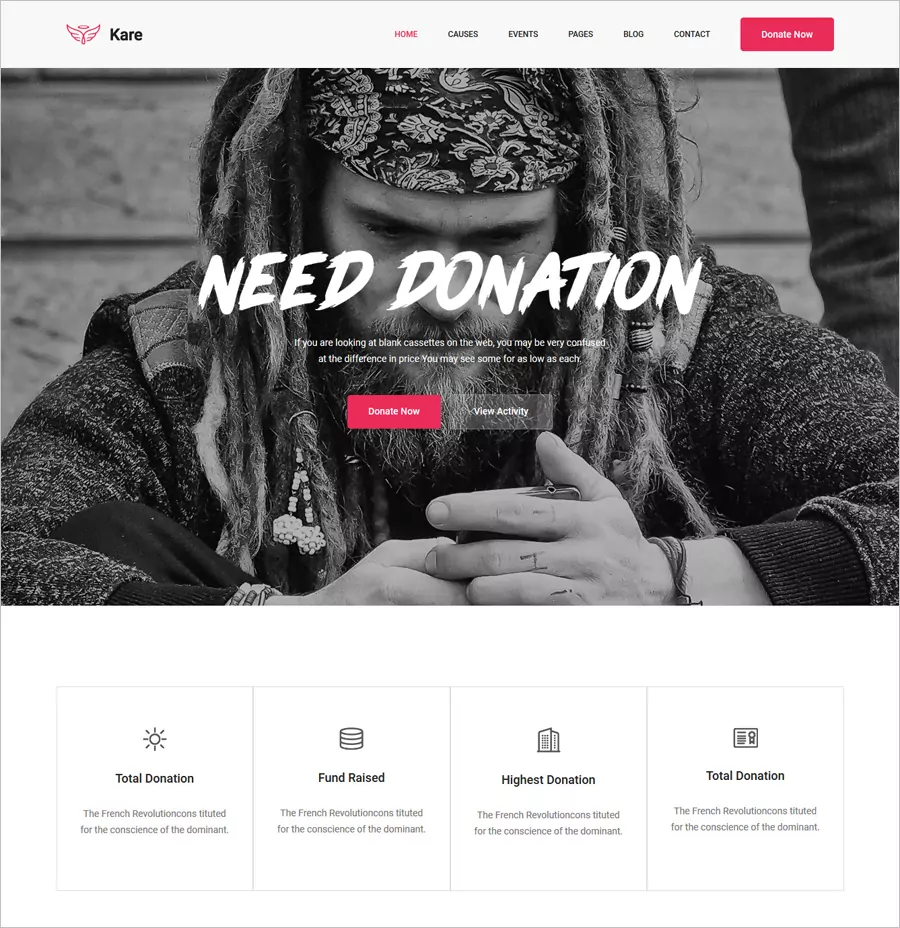 Kare
HOME CAUSES EVENTS PAGES BLOG CONTACT Donate Now
NEED DONATION
If you are looking at blank cassettes on the web, you may be very confused
at the difference in price You may see some for as low as each.
Donate Now View Activity
Total Donation
The French Revolutioncons tituted
for the conscience of the dominant.
Fund Raised
The French Revolutioncons tituted
for the conscience of the dominant.
Highest Donation
The French Revolutioncons tituted
for the conscience of the dominant.
Total Donation
The French Revolutioncons tituted
for the conscience of the dominant.